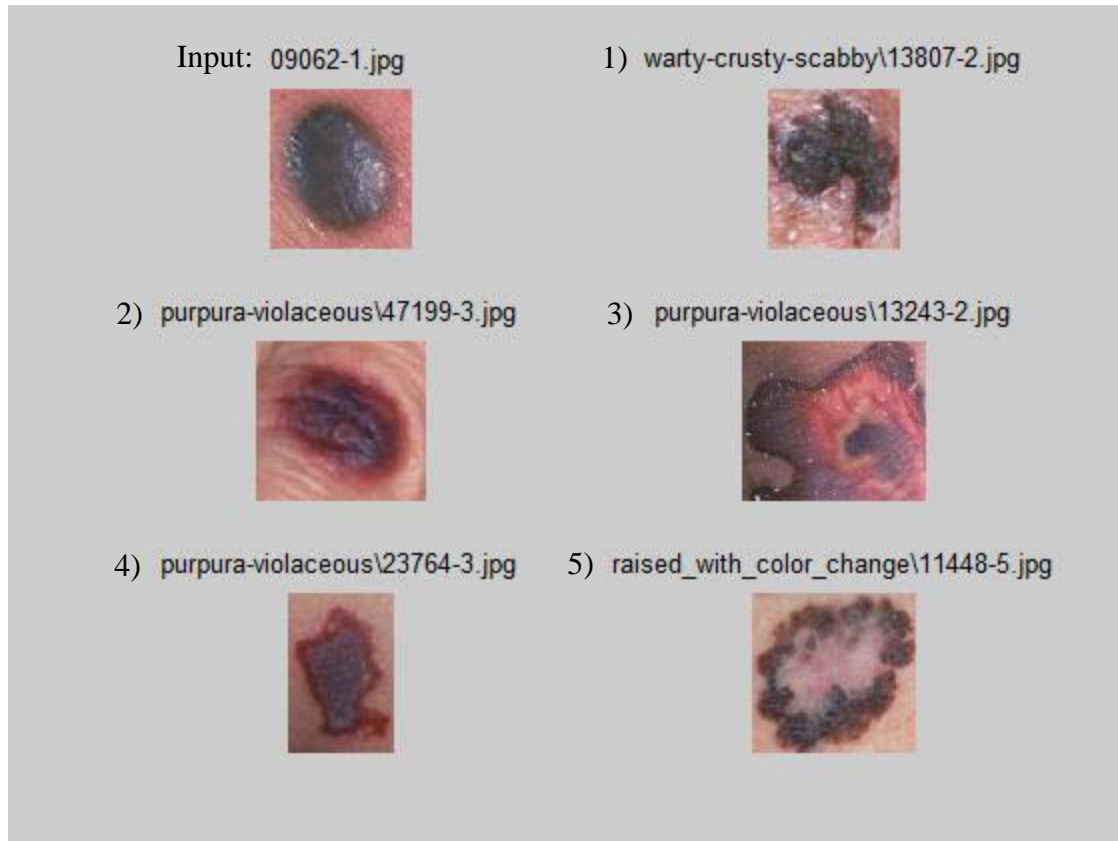 Input: 09062-1.jpg
1) warty-crusty-scabby\13807-2.jpg
2) purpura-violaceous\47199-3.jpg
3) purpura-violaceous\13243-2.jpg
4) purpura-violaceous\23764-3.jpg
5) raised_with_color_change\11448-5.jpg